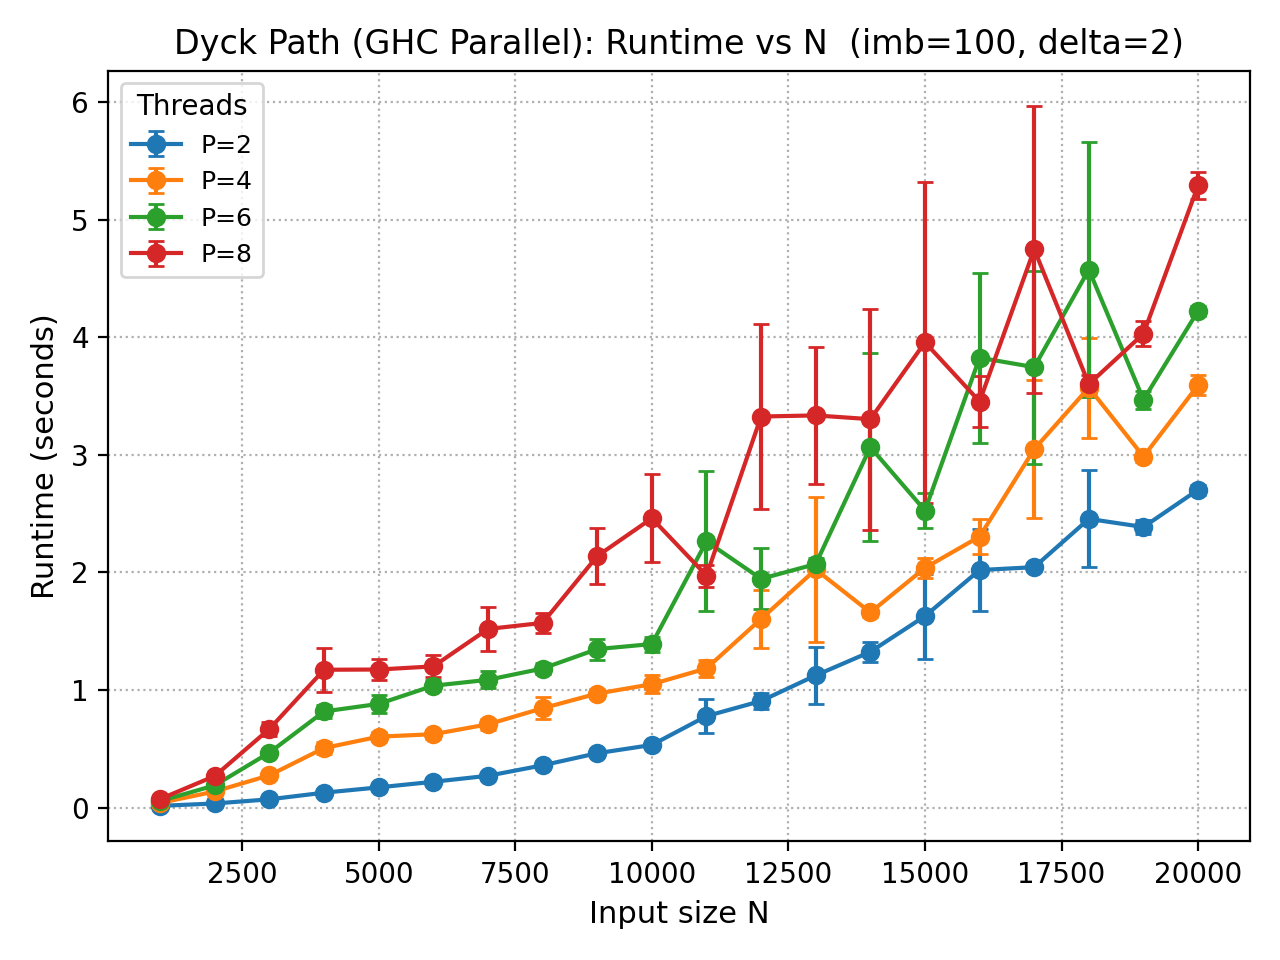 Dyck Path (GHC Parallel): Runtime vs N  (imb=100, delta=2)
Threads
P=2
P=4
P=6
P=8
Runtime (seconds)
6
5
4
3
2
1
0
2500 5000 7500 10000 12500 15000 17500 20000
Input size N